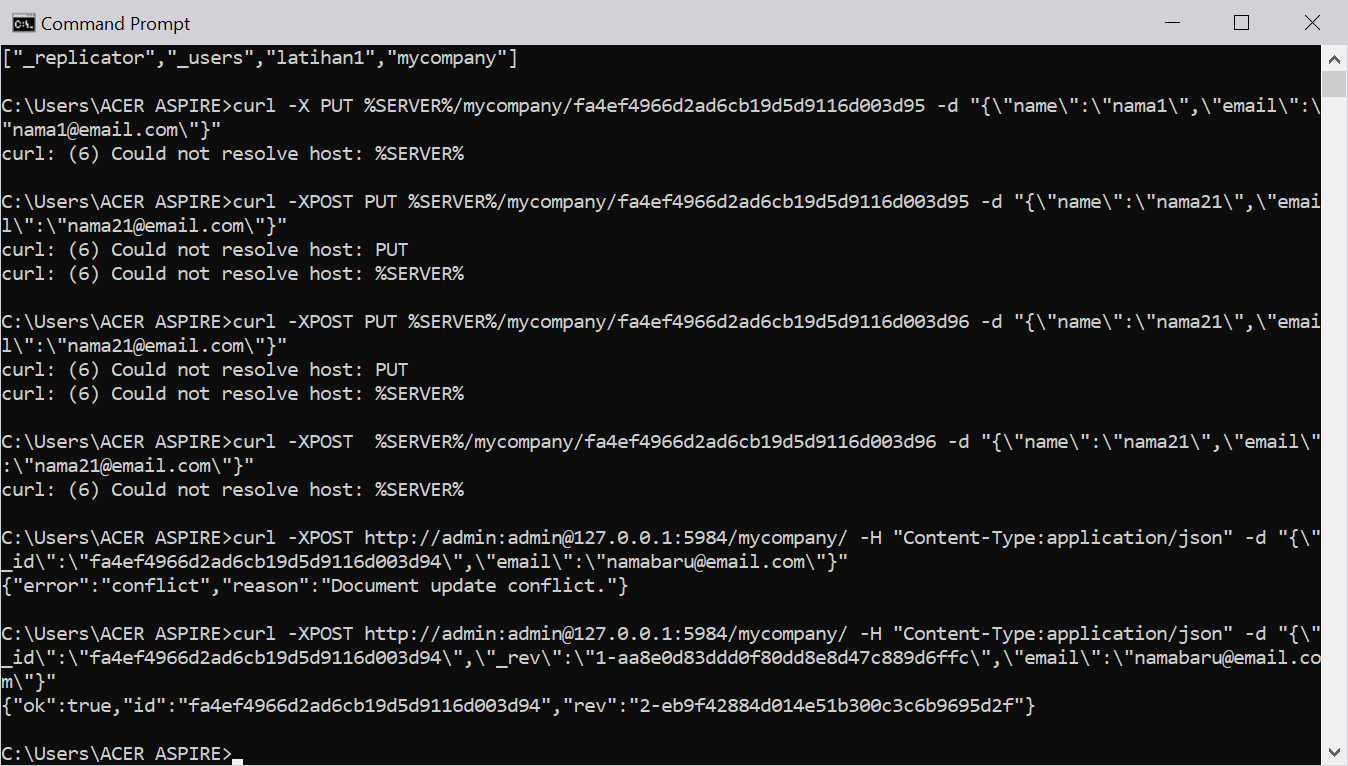 Command Prompt
["_replicator","_users","latihan1","mycompany"]
C:\Users\ACER ASPIRE>curl -X PUT %SERVER%/mycompany/fa4ef4966d2ad6cb19d5d9116d003d95 -d "{\"name\":\"nama1\",\"email\":\
"nama1@email.com\"}"
curl: (6) Could not resolve host: %SERVER%
C:\Users\ACER ASPIRE>curl -XPOST PUT %SERVER%/mycompany/fa4ef4966d2ad6cb19d5d9116d003d95 -d "{\"name\":\"nama21\",\"emai
l\":\"nama21@email.com\"}"
curl: (6) Could not resolve host: PUT
curl: (6) Could not resolve host: %SERVER%
C:\Users\ACER ASPIRE>curl -XPOST PUT %SERVER%/mycompany/fa4ef4966d2ad6cb19d5d9116d003d96 -d "{\"name\":\"nama21\",\"emai
l\":\"nama21@email.com\"}"
curl: (6) Could not resolve host: PUT
curl: (6) Could not resolve host: %SERVER%
C:\Users\ACER ASPIRE>curl -XPOST  %SERVER%/mycompany/fa4ef4966d2ad6cb19d5d9116d003d96 -d "{\"name\":\"nama21\",\"email\"
:\"nama21@email.com\"}"
curl: (6) Could not resolve host: %SERVER%
C:\Users\ACER ASPIRE>curl -XPOST http://admin:admin@127.0.0.1:5984/mycompany/ -H "Content-Type:application/json" -d "{\"
_id\":\"fa4ef4966d2ad6cb19d5d9116d003d94\",\"email\":\"namabaru@email.com\"}"
{"error":"conflict","reason":"Document update conflict."}
C:\Users\ACER ASPIRE>curl -XPOST http://admin:admin@127.0.0.1:5984/mycompany/ -H "Content-Type:application/json" -d "{\"
_id\":\"fa4ef4966d2ad6cb19d5d9116d003d94\",\"_rev\":\"1-aa8e0d83ddd0f80dd8e8d47c889d6ffc\",\"email\":\"namabaru@email.co
m\"}"
{"ok":true,"id":"fa4ef4966d2ad6cb19d5d9116d003d94","rev":"2-eb9f42884d014e51b300c3c6b9695d2f"}
C:\Users\ACER ASPIRE>